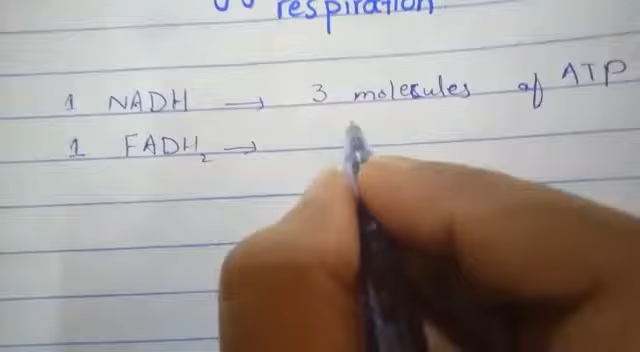 respiration
1 NADH → 3 molecules of ATP
1 FADH₂ →